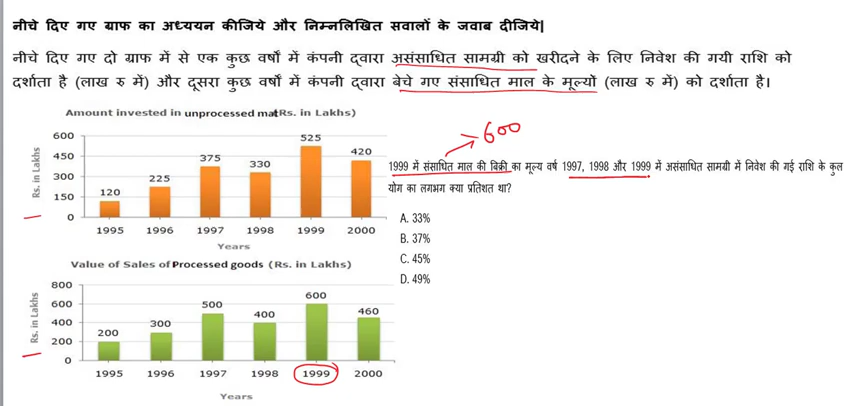 नीचे दिए गए ग्राफ का अध्ययन कीजिये और निम्नलिखित सवालों के जवाब दीजिये|
नीचे दिए गए दो ग्राफ में से एक कुछ वर्षों में कंपनी द्वारा असंसाधित सामग्री को खरीदने के लिए निवेश की गयी राशि को
दर्शाता है (लाख रु में) और दूसरा कुछ वर्षों में कंपनी द्वारा बेचे गए संसाधित माल के मूल्यों (लाख रु में) को दर्शाता है।
Amount invested in unprocessed mat Rs. in Lakhs)
Rs. in Lakhs
600
450
300
150
0
120
225
375
330
525
420
1995 1996 1997 1998 1999 2000
Years
600
1999 में संसाधित माल की बिक्री का मूल्य वर्ष 1997, 1998 और 1999 में असंसाधित सामग्री में निवेश की गई राशि के कुल
योग का लगभग क्या प्रतिशत था?
A. 33%
B. 37%
C. 45%
D. 49%
Value of Sales of Processed goods (Rs. in Lakhs)
Rs. in Lakhs
800
600
400
200
0
200
300
500
400
600
460
1995 1996 1997 1998 1999 2000
Years